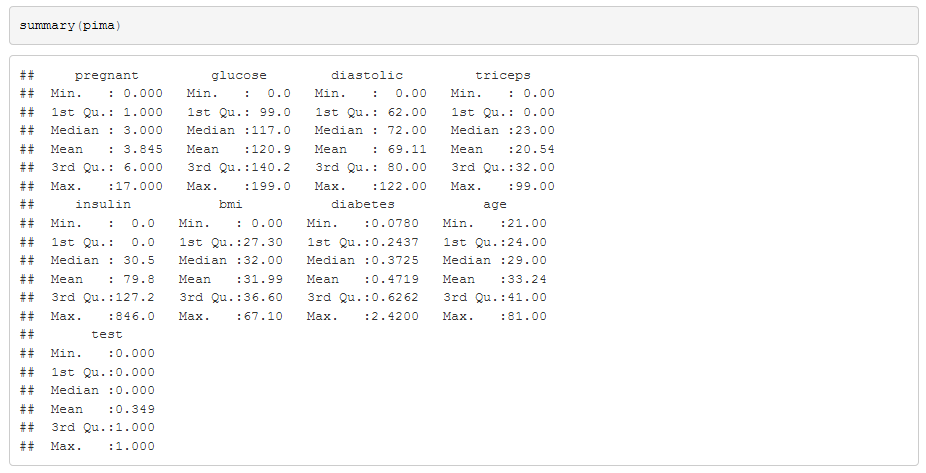 summary(pima)
##     pregnant         glucose        diastolic         triceps
##  Min.   : 0.000   Min.   :  0.0   Min.   :  0.00   Min.   : 0.00
##  1st Qu.: 1.000   1st Qu.: 99.0   1st Qu.: 62.00   1st Qu.: 0.00
##  Median : 3.000   Median :117.0   Median : 72.00   Median :23.00
##  Mean   : 3.845   Mean   :120.9   Mean   : 69.11   Mean   :20.54
##  3rd Qu.: 6.000   3rd Qu.:140.2   3rd Qu.: 80.00   3rd Qu.:32.00
##  Max.   :17.000   Max.   :199.0   Max.   :122.00   Max.   :99.00
##     insulin           bmi           diabetes           age
##  Min.   :  0.0   Min.   : 0.00   Min.   :0.0780   Min.   :21.00
##  1st Qu.:  0.0   1st Qu.:27.30   1st Qu.:0.2437   1st Qu.:24.00
##  Median : 30.5   Median :32.00   Median :0.3725   Median :29.00
##  Mean   : 79.8   Mean   :31.99   Mean   :0.4719   Mean   :33.24
##  3rd Qu.:127.2   3rd Qu.:36.60   3rd Qu.:0.6262   3rd Qu.:41.00
##  Max.   :846.0   Max.   :67.10   Max.   :2.4200   Max.   :81.00
##       test
##  Min.   :0.000
##  1st Qu.:0.000
##  Median :0.000
##  Mean   :0.349
##  3rd Qu.:1.000
##  Max.   :1.000